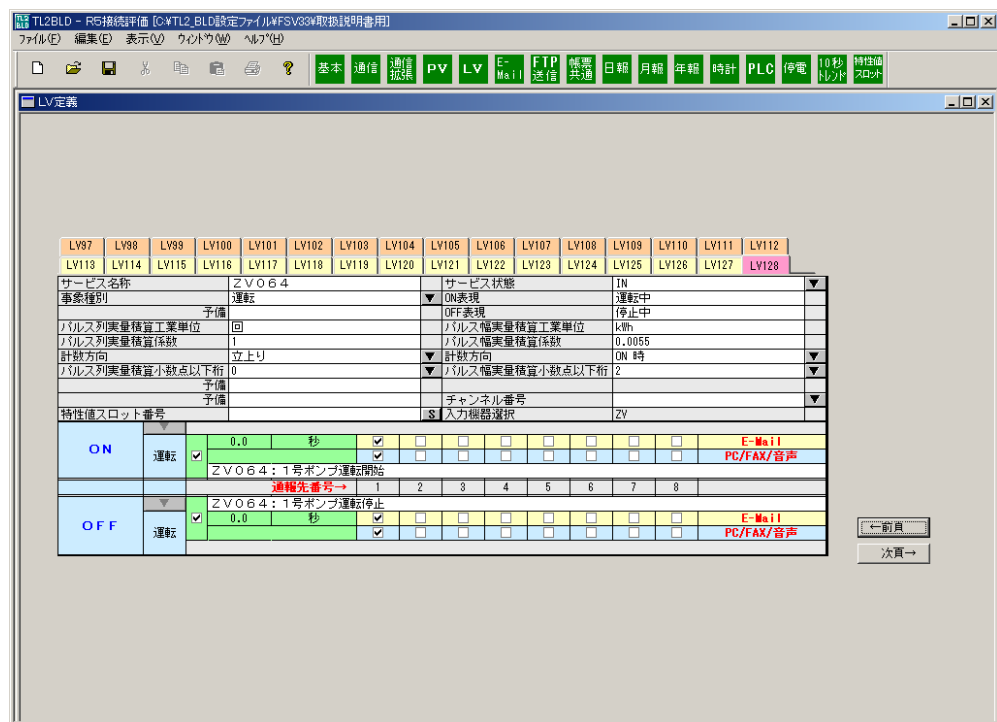 TL2BLD - R5接続評価 [C:¥TL2_BLD設定ファイル¥FSV33¥取扱説明書用]
ファイル(F) 編集(E) 表示(V) ウィンドウ(W) ヘルプ(H)
基本 通信 通信拡張 PV LV E-Mail FTP送信 帳票共通 日報 月報 年報 時計 PLC 停電 10秒トレンド 特性値スロット
LV定義
LV97 LV98 LV99 LV100 LV101 LV102 LV103 LV104 LV105 LV106 LV107 LV108 LV109 LV110 LV111 LV112
LV113 LV114 LV115 LV116 LV117 LV118 LV119 LV120 LV121 LV122 LV123 LV124 LV125 LV126 LV127 LV128
サービス名称 ZV064 サービス状態 IN
事象種別 運転 ON表現 運転中
予備 OFF表現 停止中
パルス列実量積算工業単位 回 パルス幅実量積算工業単位 kWh
パルス列実量積算係数 1 パルス幅実量積算係数 0.0055
計数方向 立上り 計数方向 ON 時
パルス列実量積算小数点以下桁 0 パルス幅実量積算小数点以下桁 2
予備
予備 チャンネル番号
特性値スロット番号 S 入力機器選択 ZV
ON 運転 0.0 秒 E-Mail
PC/FAX/音声
ZV064:1号ポンプ運転開始
通報先番号→ 1 2 3 4 5 6 7 8
ZV064:1号ポンプ運転停止
OFF 運転 0.0 秒 E-Mail
PC/FAX/音声
←前頁
次頁→